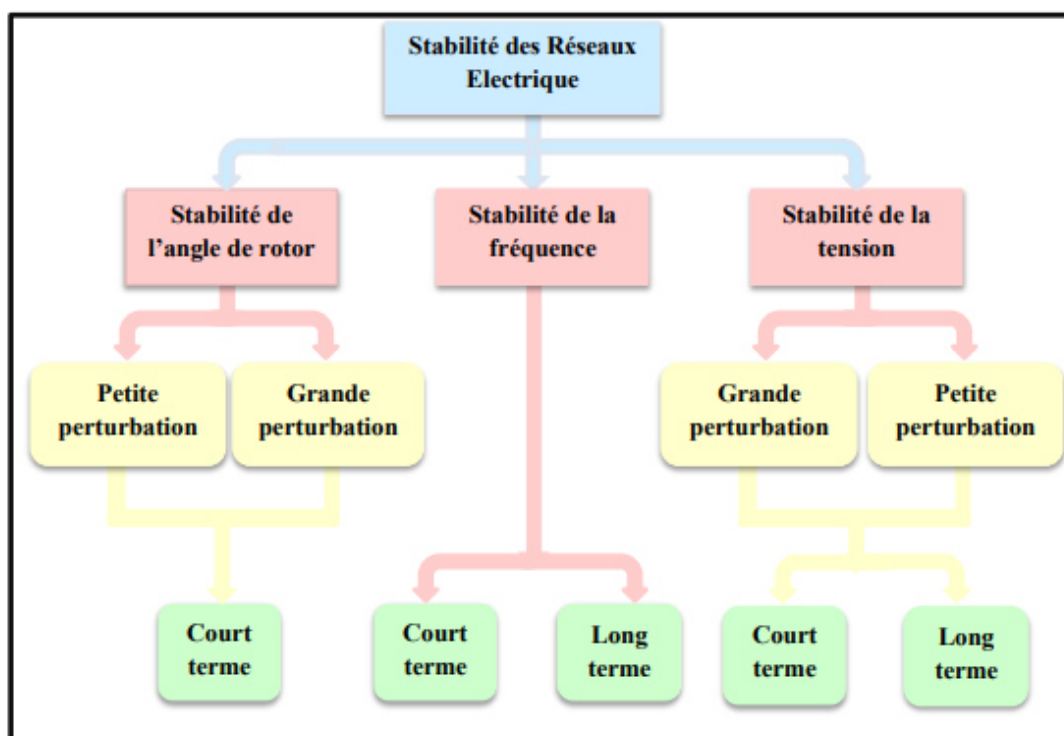 Stabilité des Réseaux
Electrique
Stabilité de
l'angle de rotor
Stabilité de la
fréquence
Stabilité de la
tension
Petite
perturbation
Grande
perturbation
Grande
perturbation
Petite
perturbation
Court
terme
Court
terme
Long
terme
Court
terme
Long
terme